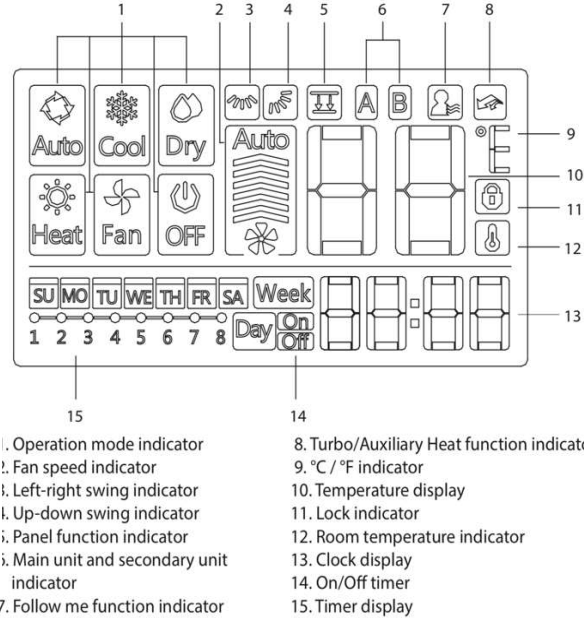 1 2 3 4 5 6 7 8
Auto Cool Dry Auto A B
9
10
Heat Fan OFF
11
12
SU MO TU WE TH FR SA Week
Day On
Off
1 2 3 4 5 6 7 8
13
15 14
. Operation mode indicator
2. Fan speed indicator
3. Left-right swing indicator
4. Up-down swing indicator
5. Panel function indicator
6. Main unit and secondary unit
indicator
7. Follow me function indicator
8. Turbo/Auxiliary Heat function indicato
9. °C / °F indicator
10. Temperature display
11. Lock indicator
12. Room temperature indicator
13. Clock display
14. On/Off timer
15. Timer display